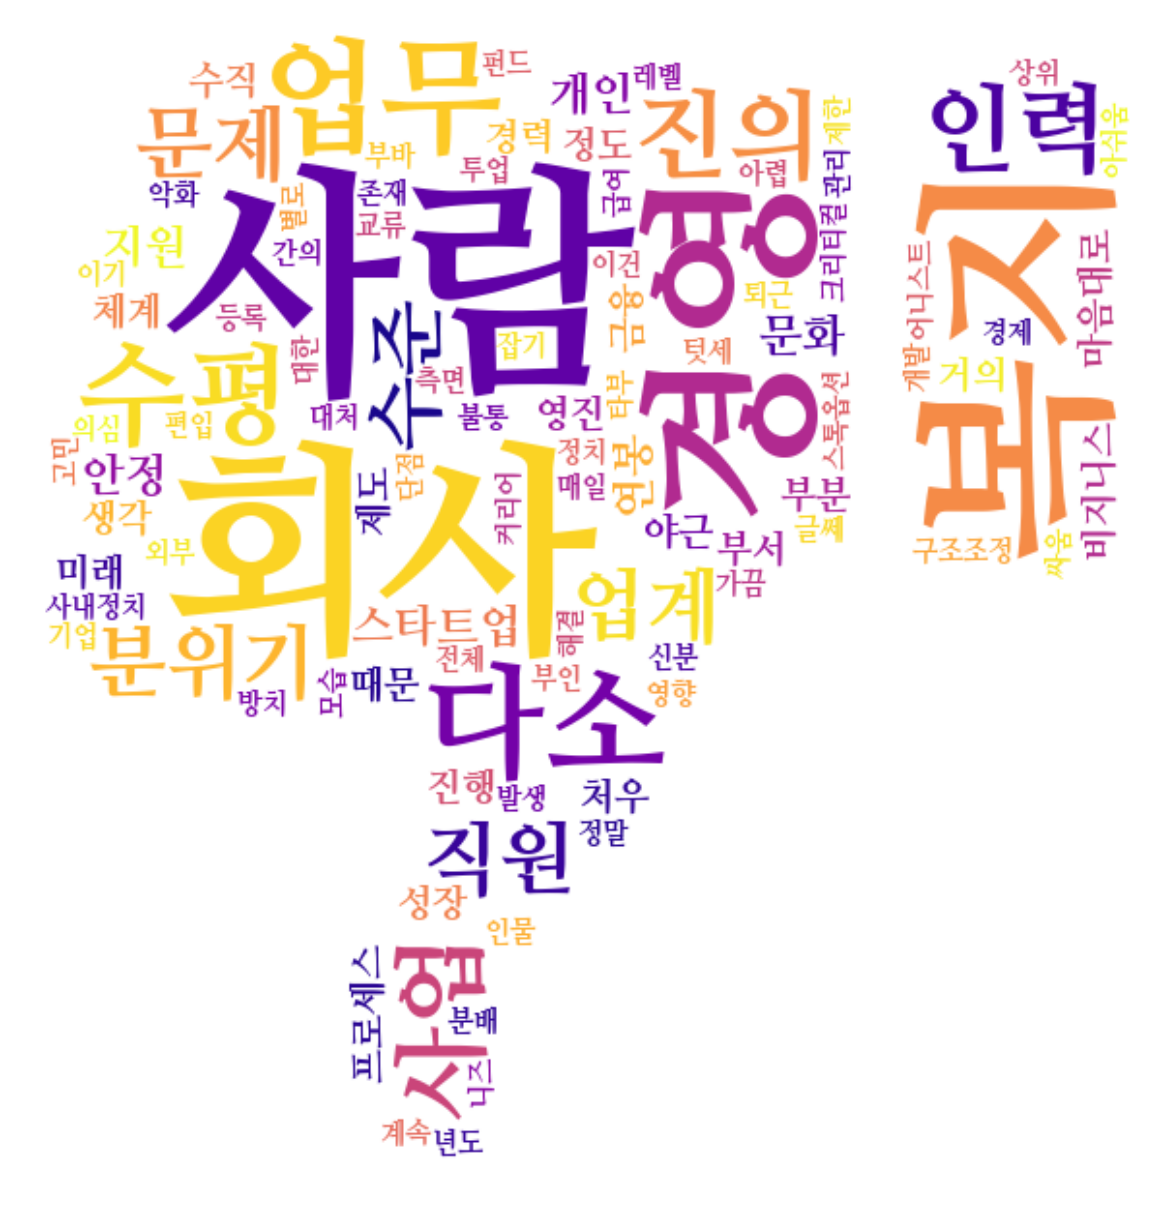 업무
펀드
수직
개인
레벨
상위
문제
경력
정도
진의
제한
인력
아쉬움
부바
투업
아렵
악화
별로
존재
급여
관리
사람
교류
경영
복지
지원
간의
이건
크리티컬
어니스트
마음대로
이기
체계
등록
수준
금융
퇴근
문화
경제
수평
대한
잡기
텃세
개발
거의
측면
타부
의심
편입
대처
불통
영진
스톡옵션
고민
안정
단점
정치
연봉
비지니스
회사
제도
커리어
매일
부분
생각
야근
글쎄
구조조정
싸움
외부
부서
미래
업계
가끔
사내정치
기업
분위기
스타트업
해결
전체
신분
방치
모습
때문
부인
영향
다소
진행
발생
처우
직원
정말
성장
인물
프로세스
사업
분배
니즈
계속
년도